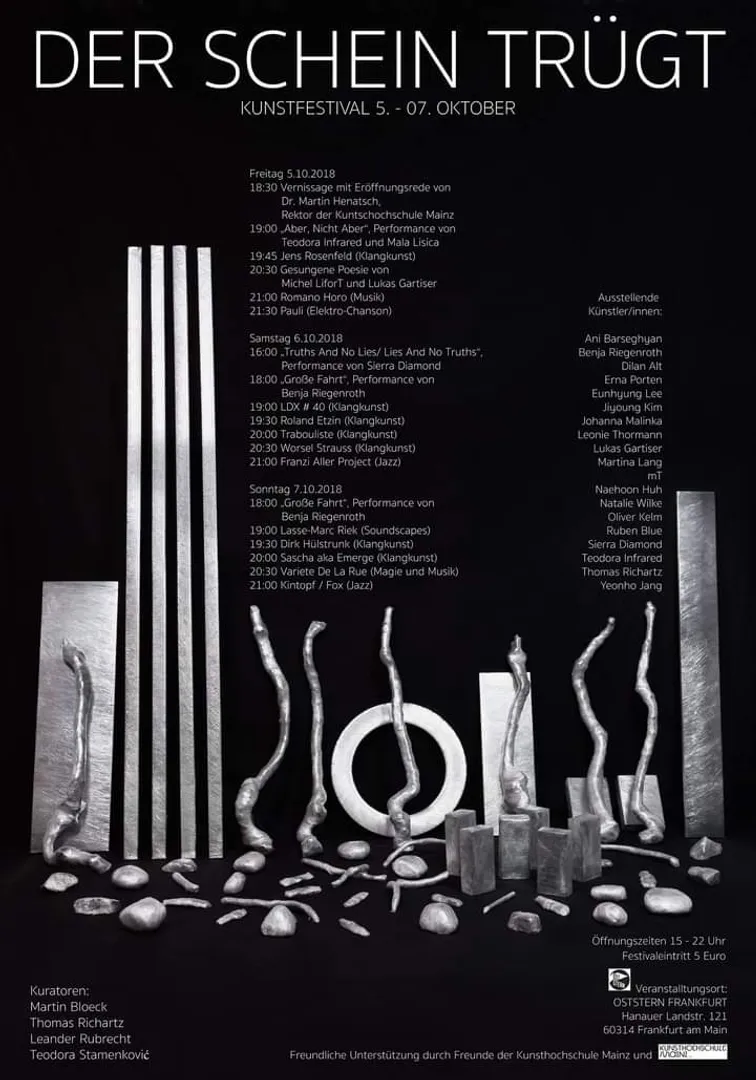 DER SCHEIN TRÜGT
KUNSTFESTIVAL 5. - 07. OKTOBER
Freitag 5.10.2018
18:30 Vernissage mit Eröffnungsrede von
Dr. Martin Henatsch,
Rektor der Kuntschochschule Mainz
19:00 „Aber, Nicht Aber“, Performance von
Teodora Infrared und Mala Lisica
19:45 Jens Rosenfeld (Klangkunst)
20:30 Gesungene Poesie von
Michel LiforT und Lukas Gartiser
21:00 Romano Horo (Musik)
21:30 Pauli (Elektro-Chanson)
Samstag 6.10.2018
16:00 „Truths And No Lies/ Lies And No Truths“,
Performance von Sierra Diamond
18:00 „Große Fahrt“, Performance von
Benja Riegenroth
19:00 LDX # 40 (Klangkunst)
19:30 Roland Etzin (Klangkunst)
20:00 Trabouliste (Klangkunst)
20:30 Worsel Strauss (Klangkunst)
21:00 Franzi Aller Project (Jazz)
Sonntag 7.10.2018
18:00 „Große Fahrt“, Performance von
Benja Riegenroth
19:00 Lasse-Marc Riek (Soundscapes)
19:30 Dirk Hülstrunk (Klangkunst)
20:00 Sascha aka Emerge (Klangkunst)
20:30 Variete De La Rue (Magie und Musik)
21:00 Kintopf / Fox (Jazz)
Ausstellende
Künstler/innen:
Ani Barseghyan
Benja Riegenroth
Dilan Alt
Erna Porten
Eunhyung Lee
Jiyoung Kim
Johanna Malinka
Leonie Thormann
Lukas Gartiser
Martina Lang
mT
Naehoon Huh
Natalie Wilke
Oliver Kelm
Ruben Blue
Sierra Diamond
Teodora Infrared
Thomas Richartz
Yeonho Jang
Öffnungszeiten 15 - 22 Uhr
Festivaleintritt 5 Euro
Veranstalltungsort:
OSTSTERN FRANKFURT
Hanauer Landstr. 121
60314 Frankfurt am Main
Kuratoren:
Martin Bloeck
Thomas Richartz
Leander Rubrecht
Teodora Stamenković
Freundliche Unterstützung durch Freunde der Kunsthochschule Mainz und
KUNSTHOCHSCHULE
MAINZ